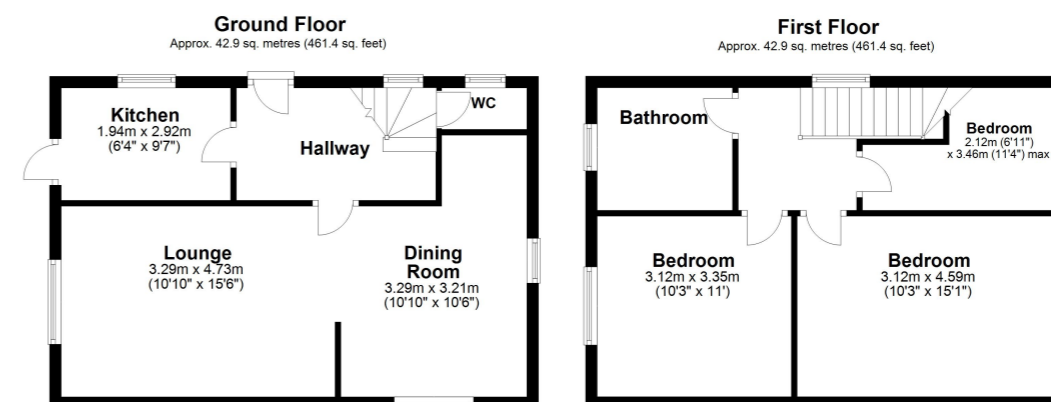 Ground Floor
Approx. 42.9 sq. metres (461.4 sq. feet)
Kitchen
1.94m x 2.92m
(6'4" x 9'7")
Hallway
WC
Lounge
3.29m x 4.73m
(10'10" x 15'6")
Dining
Room
3.29m x 3.21m
(10'10" x 10'6")
First Floor
Approx. 42.9 sq. metres (461.4 sq. feet)
Bathroom
Bedroom
2.12m (6'11")
x 3.46m (11'4") max
Bedroom
3.12m x 3.35m
(10'3" x 11')
Bedroom
3.12m x 4.59m
(10'3" x 15'1")